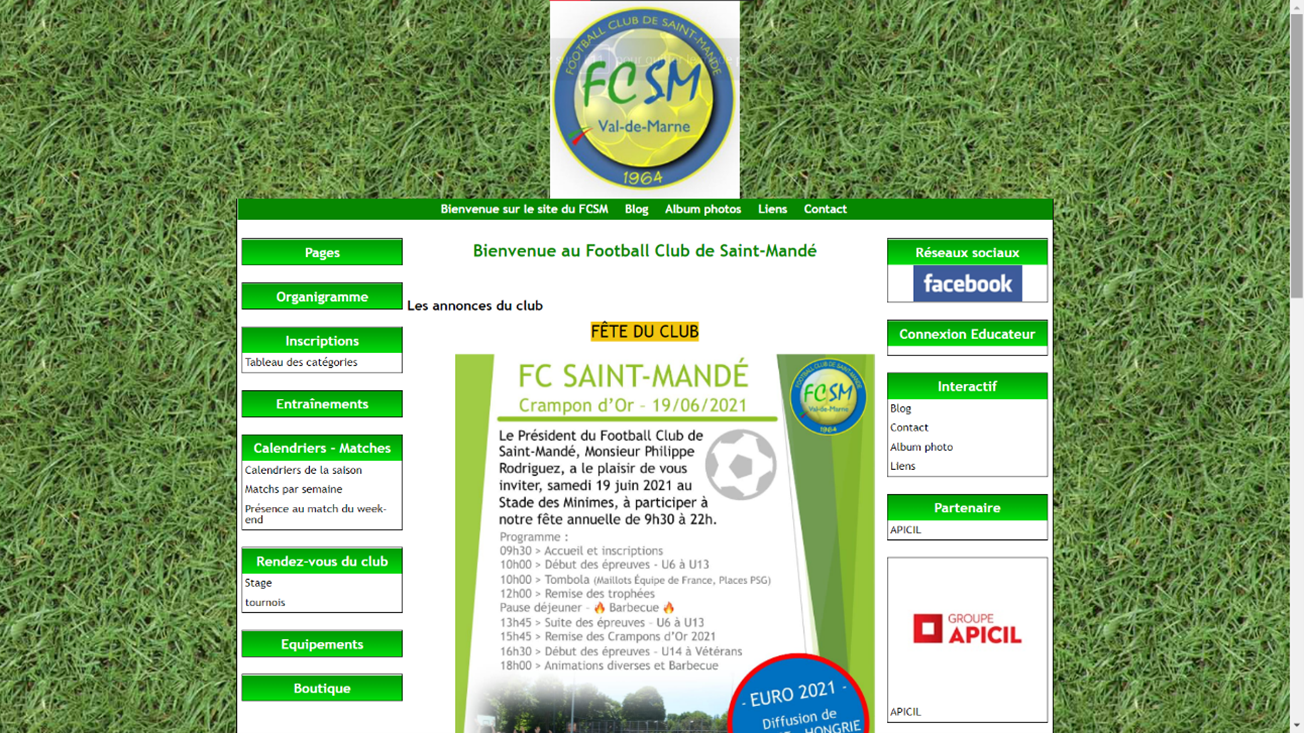 FOOTBALL CLUB DE SAINT-MANDE
FCSM
Val-de-Marne
1964
Bienvenue sur le site du FCSM
Blog
Album photos
Liens
Contact
Pages
Organigramme
Inscriptions
Tableau des catégories
Entraînements
Calendriers - Matches
Calendriers de la saison
Matchs par semaine
Présence au match du week-
end
Rendez-vous du club
Stage
tournois
Equipements
Boutique
Bienvenue au Football Club de Saint-Mandé
Les annonces du club
FÊTE DU CLUB
FC SAINT-MANDÉ
Crampon d'Or - 19/06/2021
FCSM
Val-de-Marne
1964
Le Président du Football Club de
Saint-Mandé, Monsieur Philippe
Rodriguez, a le plaisir de vous
inviter, samedi 19 juin 2021 au
Stade des Minimes, à participer à
notre fête annuelle de 9h30 à 22h.
Programme :
09h30 > Accueil et inscriptions
10h00 > Début des épreuves - U6 à U13
10h00 > Tombola (Maillots Équipe de France, Places PSG)
12h00 > Remise des trophées
Pause déjeuner - 🔥 Barbecue 🔥
13h45 > Suite des épreuves - U6 à U13
15h45 > Remise des Crampons d'Or 2021
16h30 > Début des épreuves - U14 à Vétérans
18h00 > Animations diverses et Barbecue
- EURO 2021 -
Diffusion de
HONGRIE
Réseaux sociaux
facebook
Connexion Educateur
Interactif
Blog
Contact
Album photo
Liens
Partenaire
APICIL
GROUPE
APICIL
APICIL